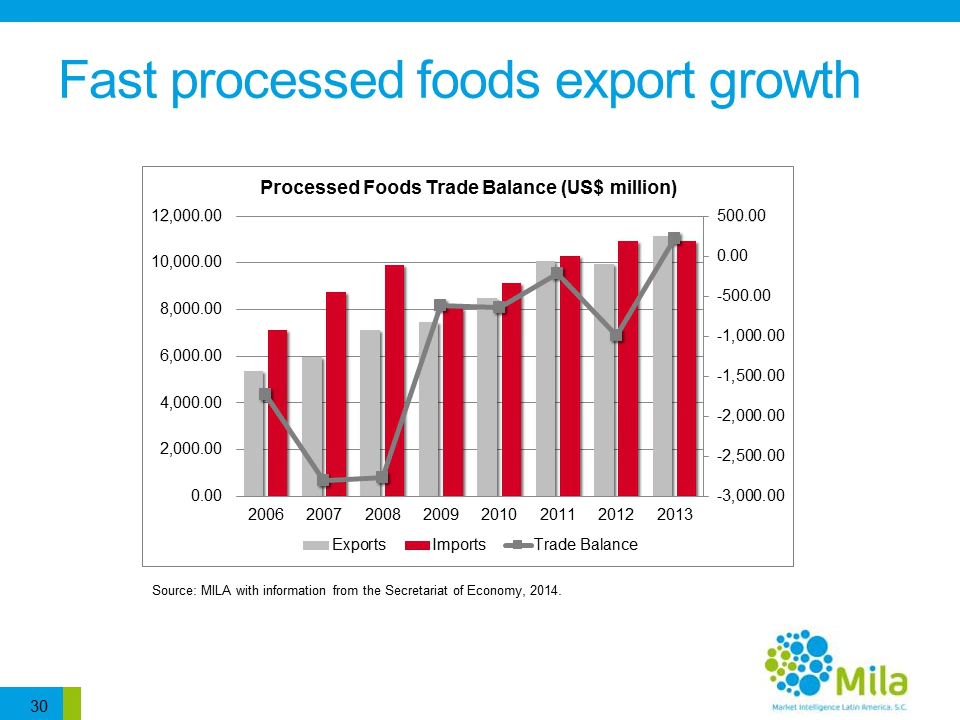 Fast processed foods export growth
Processed Foods Trade Balance (US$ million)
12,000.00
10,000.00
8,000.00
6,000.00
4,000.00
2,000.00
0.00
500.00
0.00
-500.00
-1,000.00
-1,500.00
-2,000.00
-2,500.00
-3,000.00
2006 2007 2008 2009 2010 2011 2012 2013
Exports Imports Trade Balance
Source: MILA with information from the Secretariat of Economy, 2014.
Mila
Market Intelligence Latin America, S.C.
30